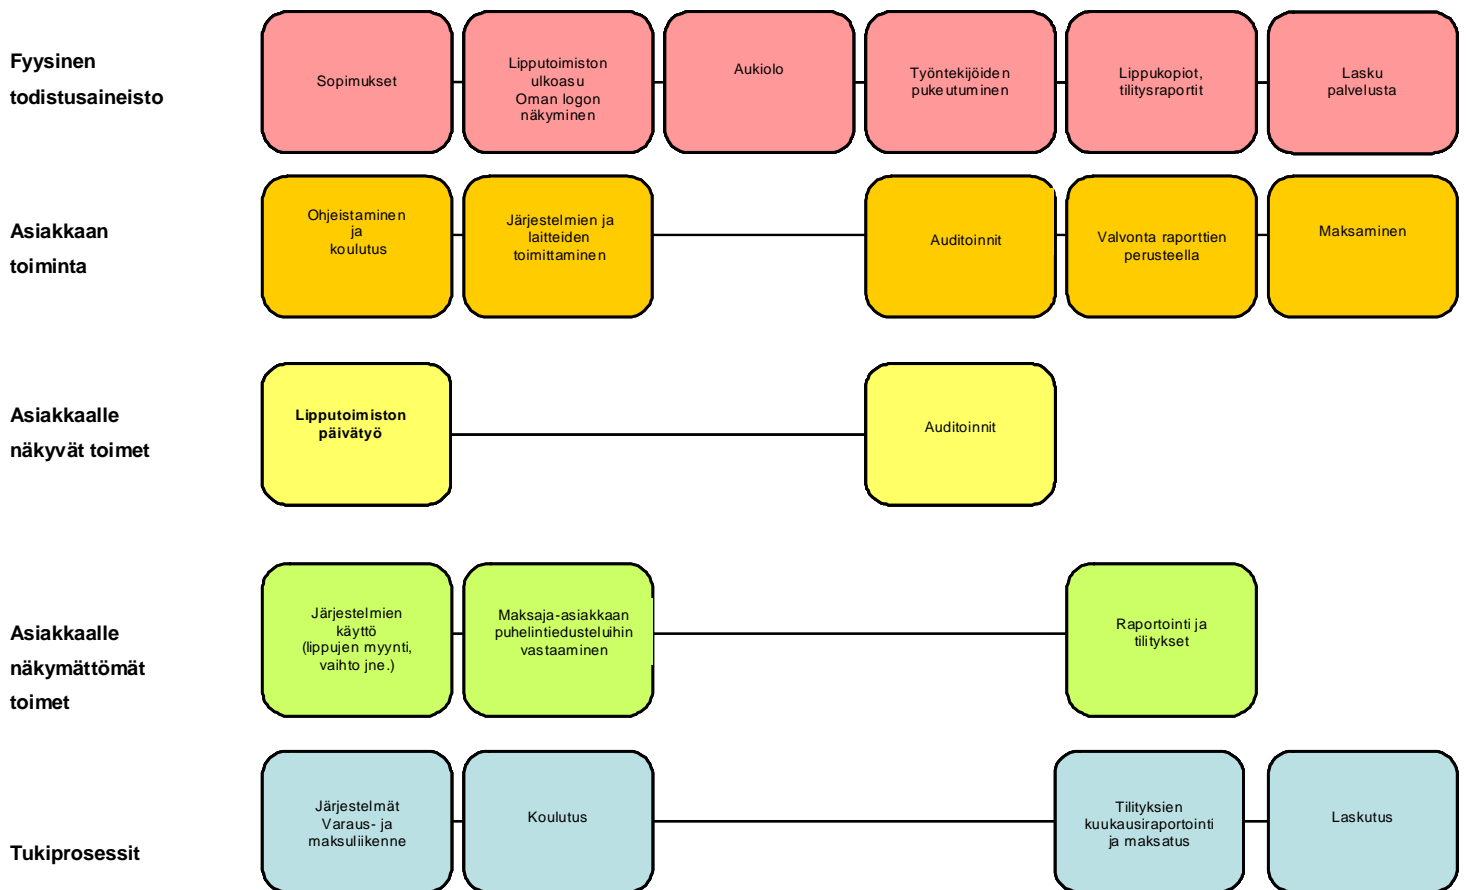 Fyysinen
todistusaineisto
Sopimukset
Lipputoimiston
ulkoasu
Oman logon
näkyminen
Aukiolo
Työntekijöiden
pukeutuminen
Lippukopiot,
tilitysraportit
Lasku
palvelusta
Asiakkaan
toiminta
Ohjeistaminen
ja
koulutus
Järjestelmien ja
laitteiden
toimittaminen
Auditoinnit
Valvonta raporttien
perusteella
Maksaminen
Asiakkaalle
näkyvät toimet
Lipputoimiston
päivätyö
Auditoinnit
Asiakkaalle
näkymättömät
toimet
Järjestelmien
käyttö
(lippujen myynti,
vaihto jne.)
Maksaja-asiakkaan
puhelintiedusteluihin
vastaaminen
Raportointi ja
tilitykset
Tukiprosessit
Järjestelmät
Varaus- ja
maksuliikenne
Koulutus
Tilityksien
kuukausiraportointi
ja maksatus
Laskutus